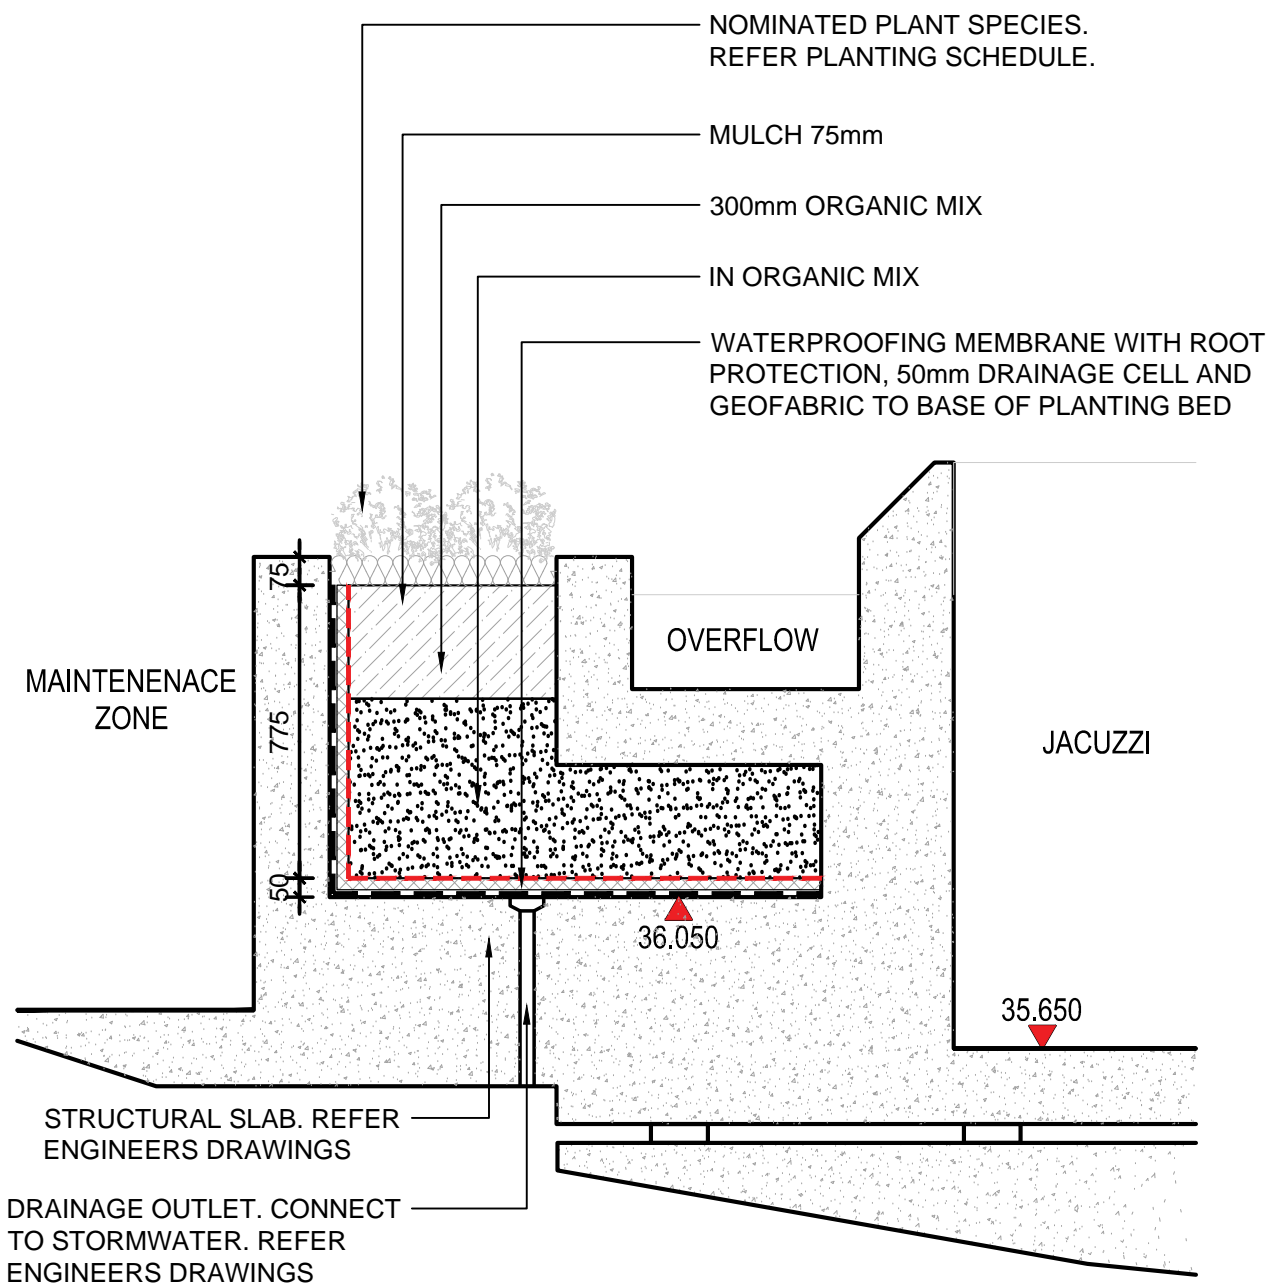 NOMINATED PLANT SPECIES.
REFER PLANTING SCHEDULE.
MULCH 75mm
300mm ORGANIC MIX
IN ORGANIC MIX
WATERPROOFING MEMBRANE WITH ROOT
PROTECTION, 50mm DRAINAGE CELL AND
GEOFABRIC TO BASE OF PLANTING BED
75
775
50
MAINTENENACE
ZONE
OVERFLOW
JACUZZI
36.050
35.650
STRUCTURAL SLAB. REFER
ENGINEERS DRAWINGS
DRAINAGE OUTLET. CONNECT
TO STORMWATER. REFER
ENGINEERS DRAWINGS